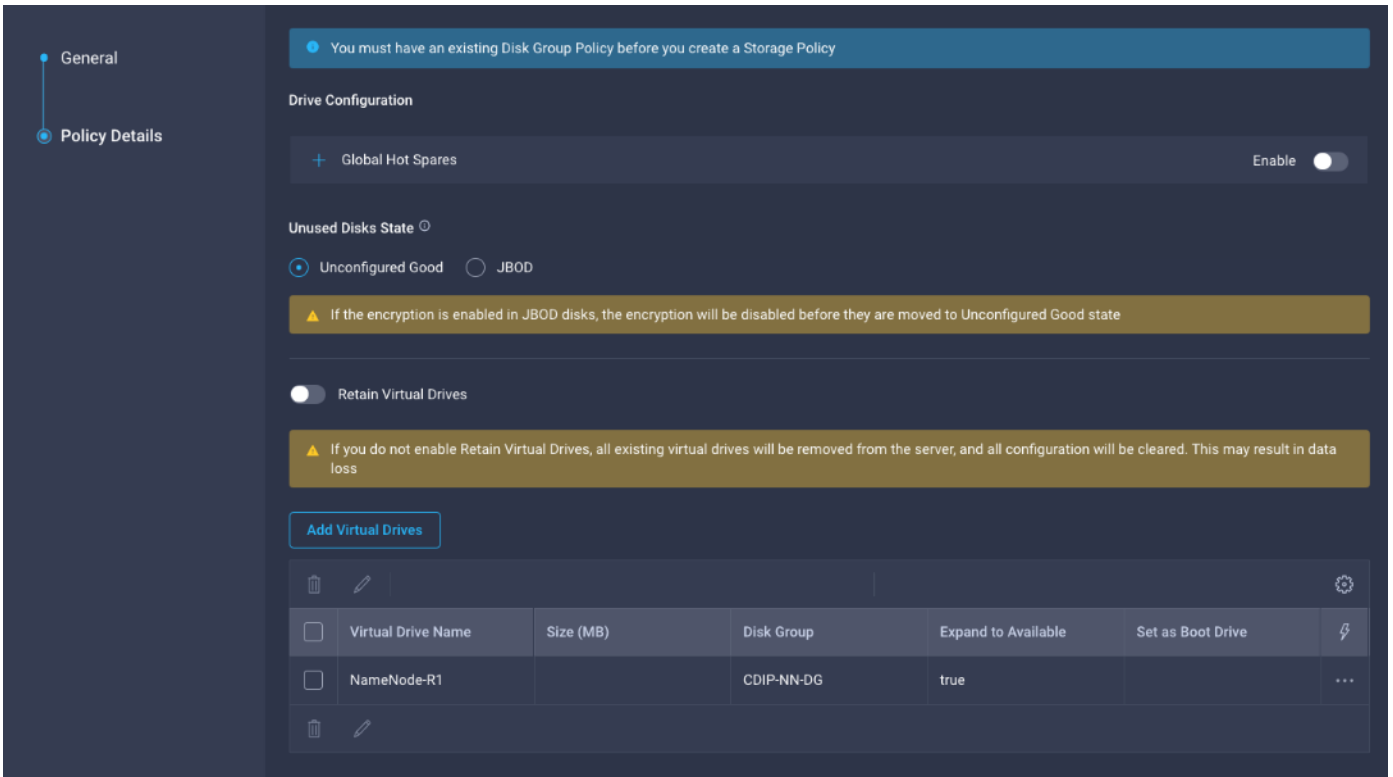 General
Policy Details
You must have an existing Disk Group Policy before you create a Storage Policy
Drive Configuration
Global Hot Spares
Enable
Unused Disks State
Unconfigured Good
JBOD
If the encryption is enabled in JBOD disks, the encryption will be disabled before they are moved to Unconfigured Good state
Retain Virtual Drives
If you do not enable Retain Virtual Drives, all existing virtual drives will be removed from the server, and all configuration will be cleared. This may result in data
loss
Add Virtual Drives
Virtual Drive Name Size (MB) Disk Group Expand to Available Set as Boot Drive
NameNode-R1 CDIP-NN-DG true